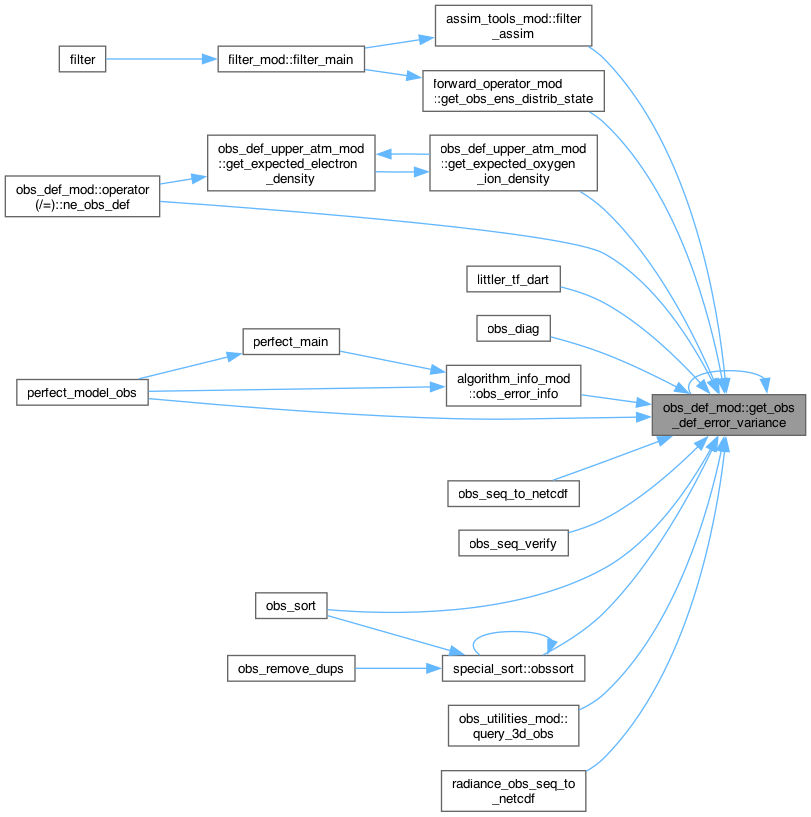 assim_tools_mod::filter
_assim
filter
filter_mod::filter_main
forward_operator_mod
::get_obs_ens_distrib_state
obs_def_upper_atm_mod
::get_expected_electron
_density
obs_def_upper_atm_mod
::get_expected_oxygen
_ion_density
obs_def_mod::operator
(/=)::ne_obs_def
littler_tf_dart
obs_diag
perfect_main
perfect_model_obs
algorithm_info_mod
::obs_error_info
obs_def_mod::get_obs
_def_error_variance
obs_seq_to_netcdf
obs_seq_verify
obs_sort
obs_remove_dups
special_sort::obssort
obs_utilities_mod::
query_3d_obs
radiance_obs_seq_to
_netcdf